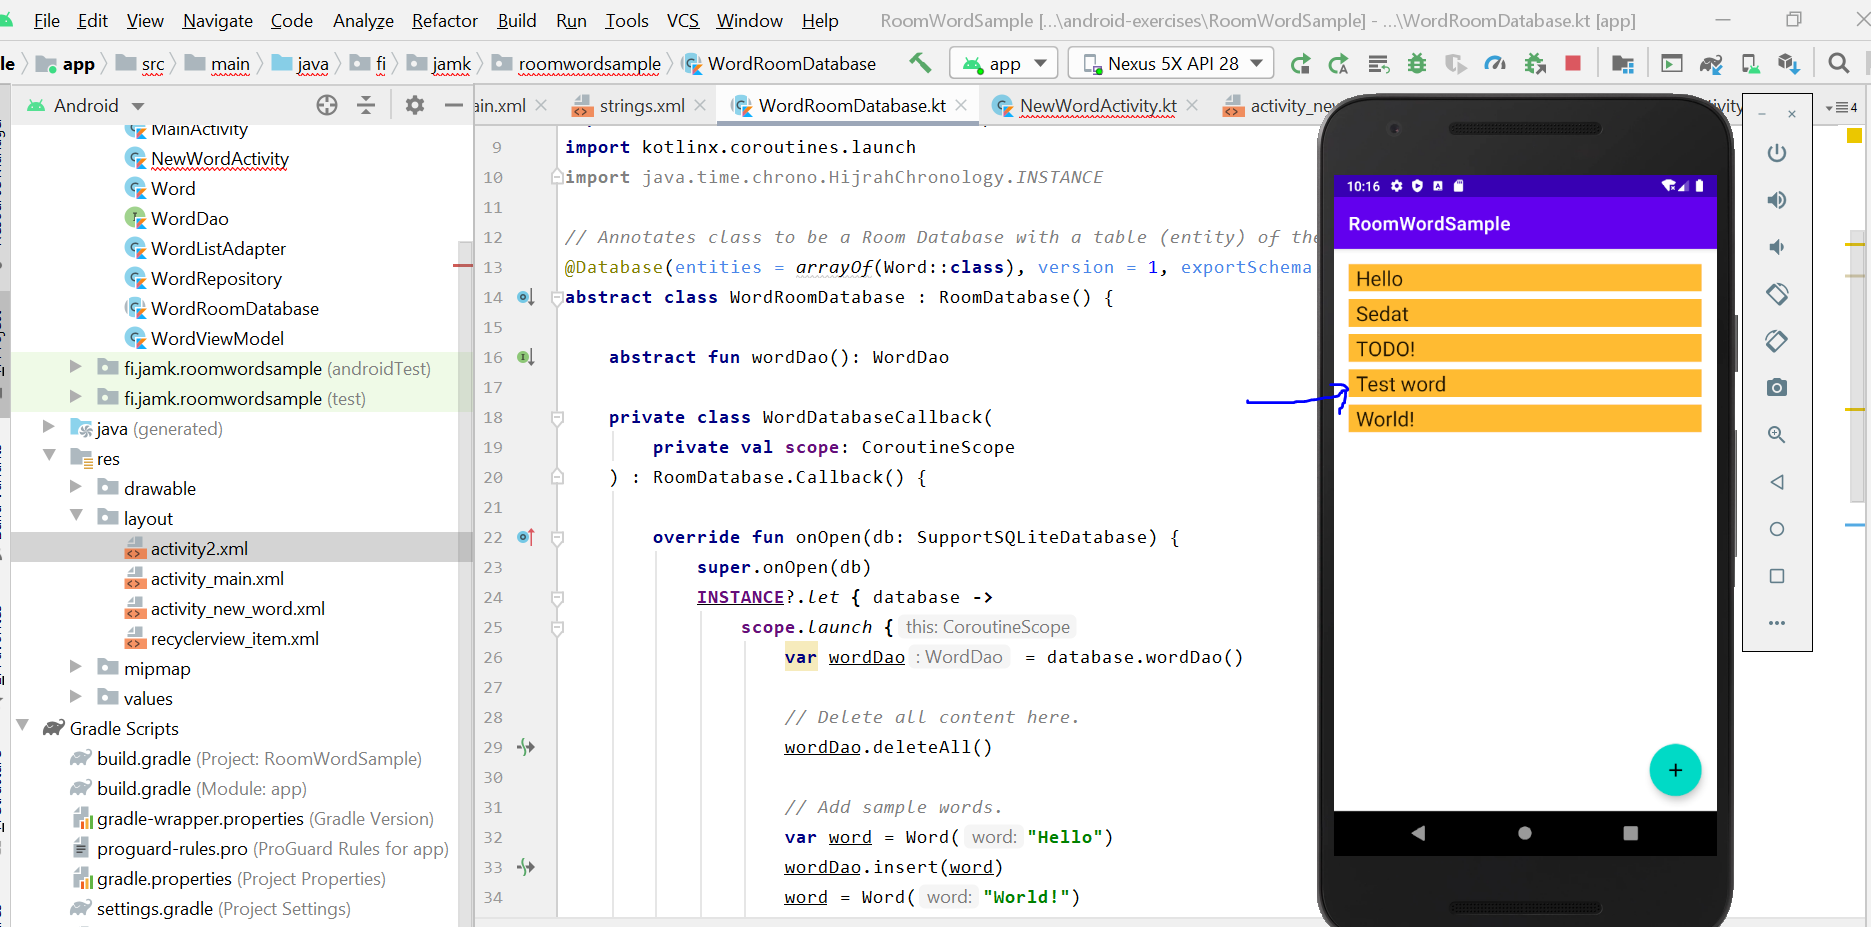 File Edit View Navigate Code Analyze Refactor Build Run Tools VCS Window Help RoomWordSample [...\android-exercises\RoomWordSample] - ...\WordRoomDatabase.kt [app]
le app src main java fi jamk roomwordsample WordRoomDatabase app Nexus 5X API 28
Android
ain.xml strings.xml WordRoomDatabase.kt NewWordActivity.kt activity_ne ivity 4
MainActivity
NewWordActivity
Word
WordDao
WordListAdapter
WordRepository
WordRoomDatabase
WordViewModel
fi.jamk.roomwordsample (androidTest)
fi.jamk.roomwordsample (test)
java (generated)
res
drawable
layout
activity2.xml
activity_main.xml
activity_new_word.xml
recyclerview_item.xml
mipmap
values
Gradle Scripts
build.gradle (Project: RoomWordSample)
build.gradle (Module: app)
gradle-wrapper.properties (Gradle Version)
proguard-rules.pro (ProGuard Rules for app)
gradle.properties (Project Properties)
settings.gradle (Project Settings)
9 import kotlinx.coroutines.launch
10 import java.time.chrono.HijrahChronology.INSTANCE
11
12 // Annotates class to be a Room Database with a table (entity) of the
13 @Database(entities = arrayOf(Word::class), version = 1, exportSchema
14 abstract class WordRoomDatabase : RoomDatabase() {
15
16 abstract fun wordDao(): WordDao
17
18 private class WordDatabaseCallback(
19 private val scope: CoroutineScope
20 ) : RoomDatabase.Callback() {
21
22 override fun onOpen(db: SupportSQLiteDatabase) {
23 super.onOpen(db)
24 INSTANCE?.let { database ->
25 scope.launch { this: CoroutineScope
26 var wordDao : WordDao = database.wordDao()
27
28 // Delete all content here.
29 wordDao.deleteAll()
30
31 // Add sample words.
32 var word = Word( word: "Hello")
33 wordDao.insert(word)
34 word = Word( word: "World!")
10:16
RoomWordSample
Hello
Sedat
TODO!
Test word
World!